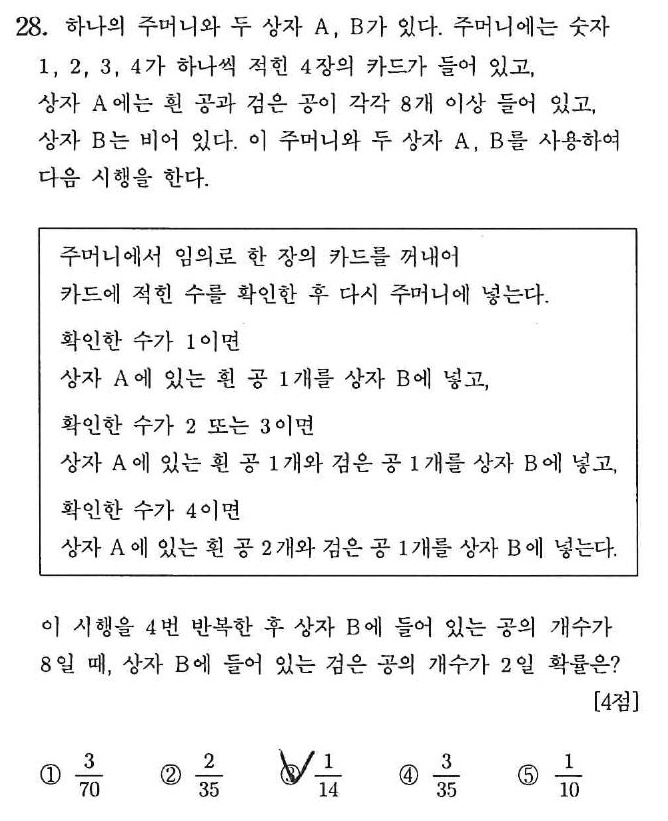 28. 하나의 주머니와 두 상자 A, B가 있다. 주머니에는 숫자
1, 2, 3, 4가 하나씩 적힌 4장의 카드가 들어 있고,
상자 A에는 흰 공과 검은 공이 각각 8개 이상 들어 있고,
상자 B는 비어 있다. 이 주머니와 두 상자 A, B를 사용하여
다음 시행을 한다.
주머니에서 임의로 한 장의 카드를 꺼내어
카드에 적힌 수를 확인한 후 다시 주머니에 넣는다.
확인한 수가 1이면
상자 A에 있는 흰 공 1개를 상자 B에 넣고,
확인한 수가 2 또는 3이면
상자 A에 있는 흰 공 1개와 검은 공 1개를 상자 B에 넣고,
확인한 수가 4이면
상자 A에 있는 흰 공 2개와 검은 공 1개를 상자 B에 넣는다.
이 시행을 4번 반복한 후 상자 B에 들어 있는 공의 개수가
8일 때, 상자 B에 들어 있는 검은 공의 개수가 2일 확률은?
[4점]
① 3/70 ② 2/35 ③ 1/14 ④ 3/35 ⑤ 1/10